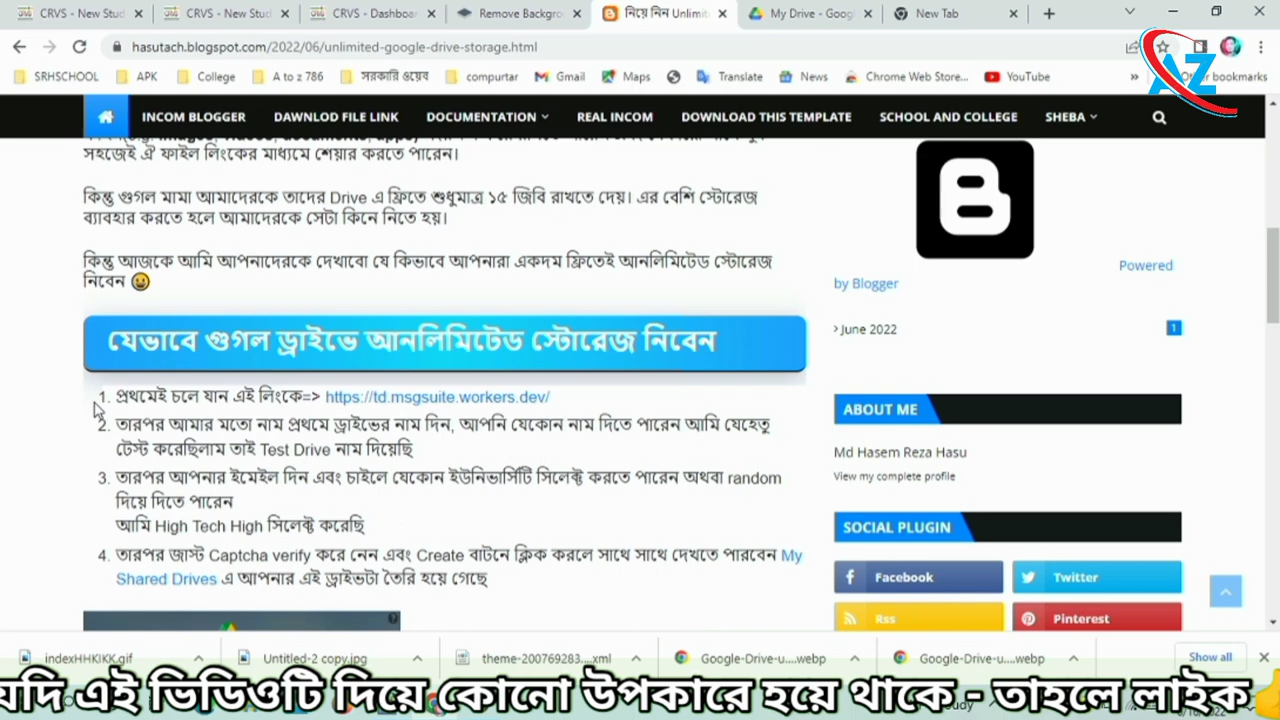 CRVS - New Stud
CRVS - New Stud
CRVS - Dashboar
Remove Backgro
নিয়ে নিন Unlimit
My Drive - Goog
New Tab
hasutach.blogspot.com/2022/06/unlimited-google-drive-storage.html
SRHSCHOOL
APK
College
A to z 786
সরকারী ওয়েব
compurtar
Gmail
Maps
Translate
News
Chrome Web Store...
YouTube
»
Other bookmarks
AZ
INCOM BLOGGER
DAWNLOD FILE LINK
DOCUMENTATION
REAL INCOM
DOWNLOAD THIS TEMPLATE
SCHOOL AND COLLEGE
SHEBA
সহজেই ঐ ফাইল লিংকের মাধ্যমে শেয়ার করতে পারেন।
কিন্তু গুগল মামা আমাদেরকে তাদের Drive এ ফ্রিতে শুধুমাত্র ১৫ জিবি রাখতে দেয়। এর বেশি স্টোরেজ
ব্যাবহার করতে হলে আমাদেরকে সেটা কিনে নিতে হয়।
কিন্তু আজকে আমি আপনাদেরকে দেখাবো যে কিভাবে আপনারা একদম ফ্রিতেই আনলিমিটেড স্টোরেজ
নিবেন 😀
যেভাবে গুগল ড্রাইভে আনলিমিটেড স্টোরেজ নিবেন
1. প্রথমেই চলে যান এই লিংকে=> https://td.msgsuite.workers.dev/
2. তারপর আমার মতো নাম প্রথমে ড্রাইভের নাম দিন, আপনি যেকোন নাম দিতে পারেন আমি যেহেতু
টেস্ট করেছিলাম তাই Test Drive নাম দিয়েছি
3. তারপর আপনার ইমেইল দিন এবং চাইলে যেকোন ইউনিভার্সিটি সিলেক্ট করতে পারেন অথবা random
দিয়ে দিতে পারেন
আমি High Tech High সিলেক্ট করেছি
4. তারপর জাস্ট Captcha verify করে নেন এবং Create বাটনে ক্লিক করলে সাথে সাথে দেখতে পারবেন My
Shared Drives এ আপনার এই ড্রাইভটা তৈরি হয়ে গেছে
Powered
by Blogger
June 2022
1
ABOUT ME
Md Hasem Reza Hasu
View my complete profile
SOCIAL PLUGIN
Facebook
Twitter
Rss
Pinterest
indexHHKIKK.gif
Untitled-2 copy.jpg
theme-200769283....xml
Google-Drive-u....webp
Google-Drive-u....webp
Show all
যদি এই ভিডিওটি দিয়ে কোনো উপকারে হয়ে থাকে - তাহলে লাইক👍